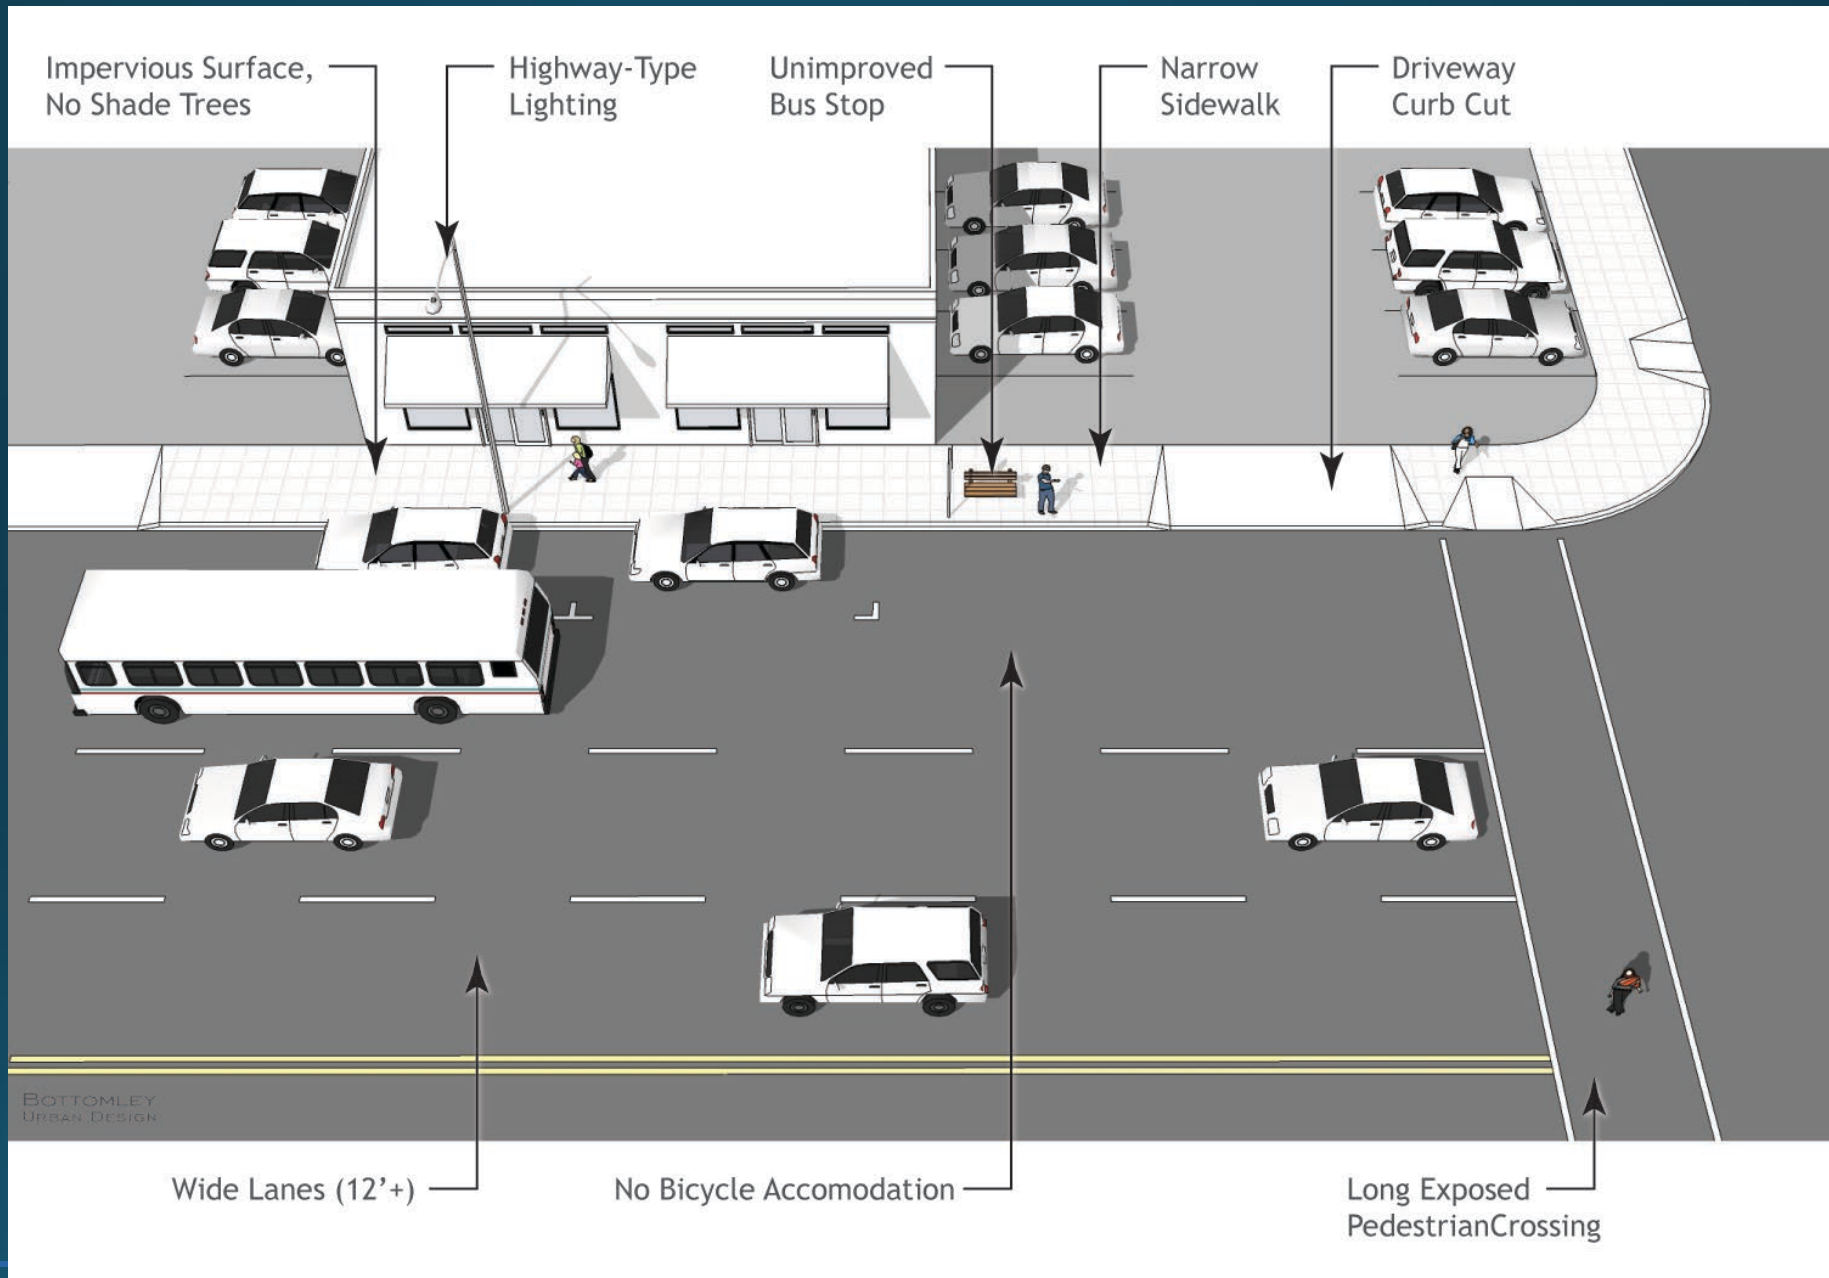 Impervious Surface,
No Shade Trees
Highway-Type
Lighting
Unimproved
Bus Stop
Narrow
Sidewalk
Driveway
Curb Cut
BOTTOMLEY
URBAN DESIGN
Wide Lanes (12’+)
No Bicycle Accomodation
Long Exposed
PedestrianCrossing